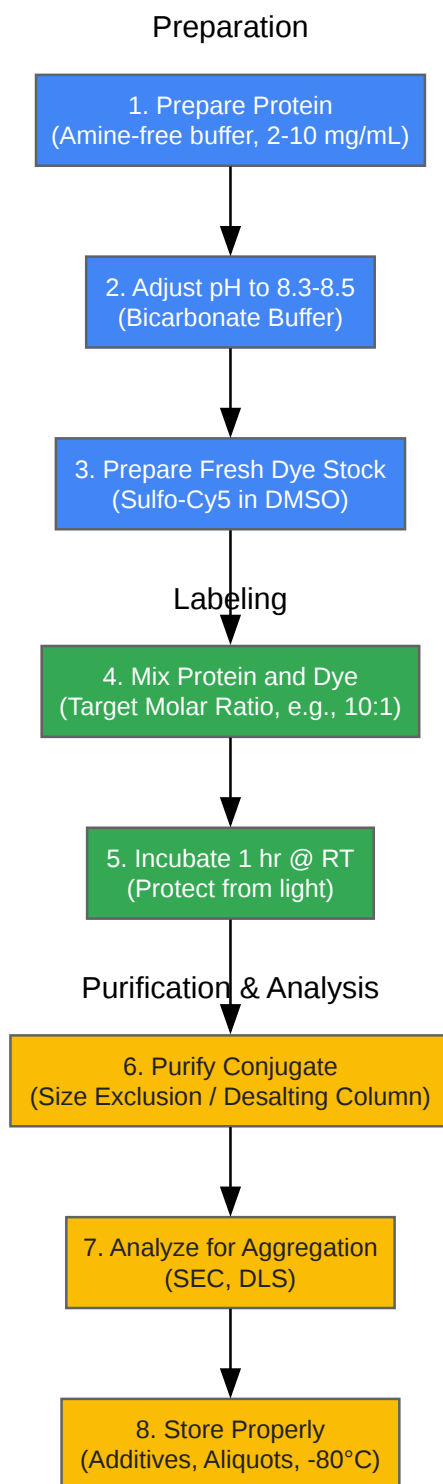 Preparation
1. Prepare Protein
(Amine-free buffer, 2-10 mg/mL)
2. Adjust pH to 8.3-8.5
(Bicarbonate Buffer)
3. Prepare Fresh Dye Stock
(Sulfo-Cy5 in DMSO)
Labeling
4. Mix Protein and Dye
(Target Molar Ratio, e.g., 10:1)
5. Incubate 1 hr @ RT
(Protect from light)
Purification & Analysis
6. Purify Conjugate
(Size Exclusion / Desalting Column)
7. Analyze for Aggregation
(SEC, DLS)
8. Store Properly
(Additives, Aliquots, -80°C)